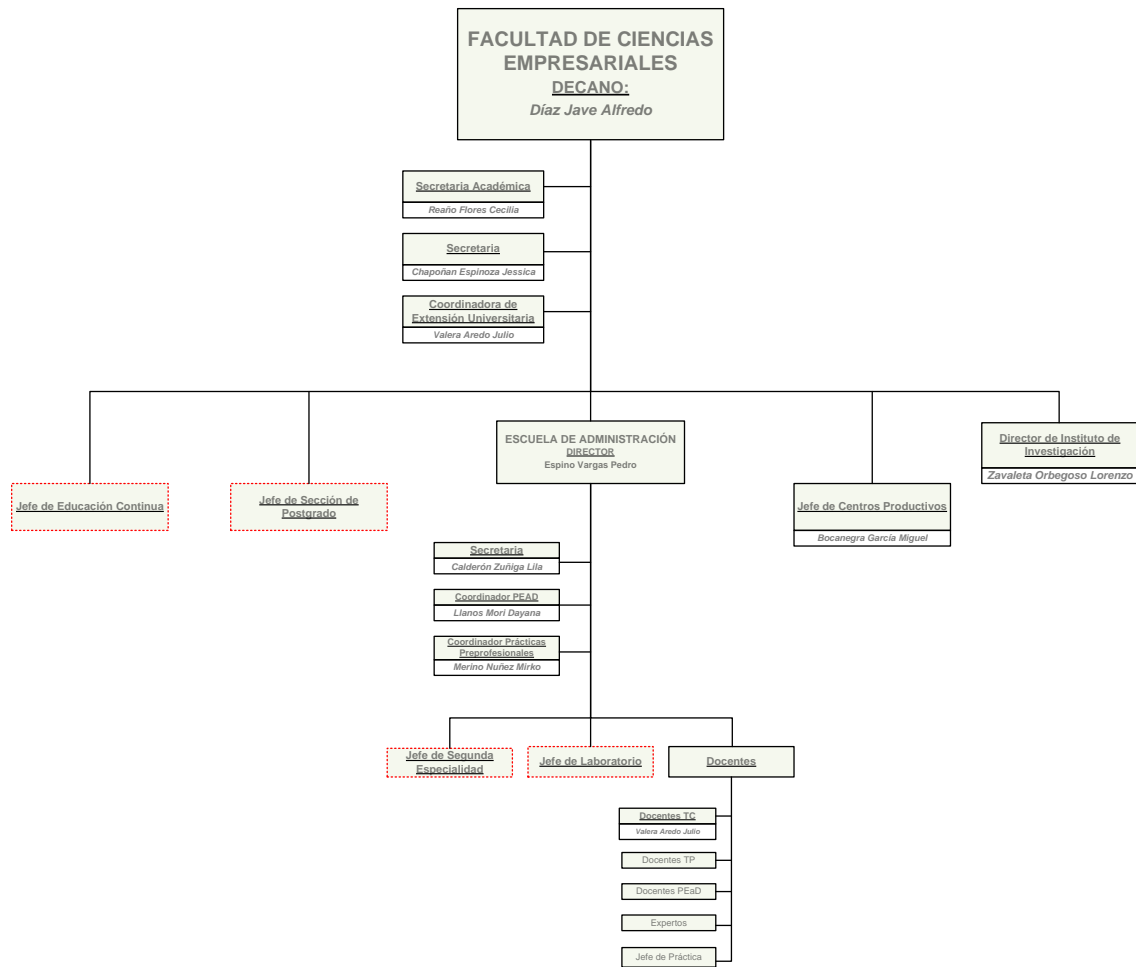 FACULTAD DE CIENCIAS
EMPRESARIALES
DECANO:
Díaz Jave Alfredo
Secretaria Académica
Reaño Flores Cecilia
Secretaria
Chapoñan Espinoza Jessica
Coordinadora de
Extensión Universitaria
Valera Aredo Julio
ESCUELA DE ADMINISTRACIÓN
DIRECTOR
Espino Vargas Pedro
Director de Instituto de
Investigación
Zavaleta Orbegoso Lorenzo
Jefe de Educación Continua
Jefe de Sección de
Postgrado
Jefe de Centros Productivos
Bocanegra García Miguel
Secretaria
Calderón Zuñiga Lila
Coordinador PEAD
Llanos Mori Dayana
Coordinador Prácticas
Preprofesionales
Merino Nuñez Mirko
Jefe de Segunda
Especialidad
Jefe de Laboratorio
Docentes
Docentes TC
Valera Aredo Julio
Docentes TP
Docentes PEaD
Expertos
Jefe de Práctica